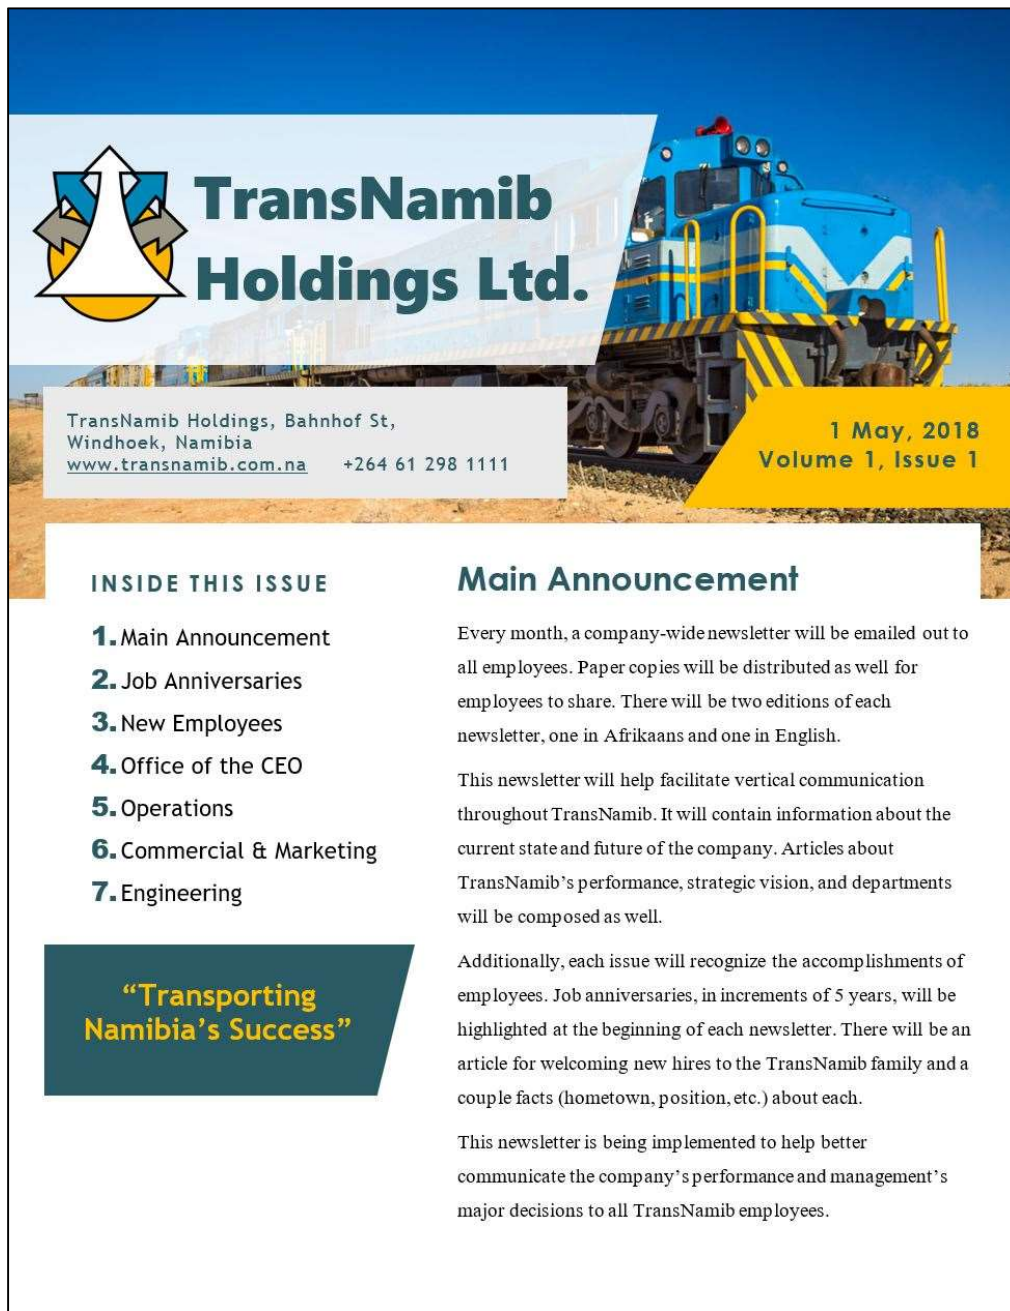 TransNamib
Holdings Ltd.
TransNamib Holdings, Bahnhof St,
Windhoek, Namibia
www.transnamib.com.na +264 61 298 1111
1 May, 2018
Volume 1, Issue 1
INSIDE THIS ISSUE
1. Main Announcement
2. Job Anniversaries
3. New Employees
4. Office of the CEO
5. Operations
6. Commercial & Marketing
7. Engineering
“Transporting
Namibia’s Success”
Main Announcement
Every month, a company-wide newsletter will be emailed out to
all employees. Paper copies will be distributed as well for
employees to share. There will be two editions of each
newsletter, one in Afrikaans and one in English.
This newsletter will help facilitate vertical communication
throughout TransNamib. It will contain information about the
current state and future of the company. Articles about
TransNamib’s performance, strategic vision, and departments
will be composed as well.
Additionally, each issue will recognize the accomplishments of
employees. Job anniversaries, in increments of 5 years, will be
highlighted at the beginning of each newsletter. There will be an
article for welcoming new hires to the TransNamib family and a
couple facts (hometown, position, etc.) about each.
This newsletter is being implemented to help better
communicate the company’s performance and management’s
major decisions to all TransNamib employees.